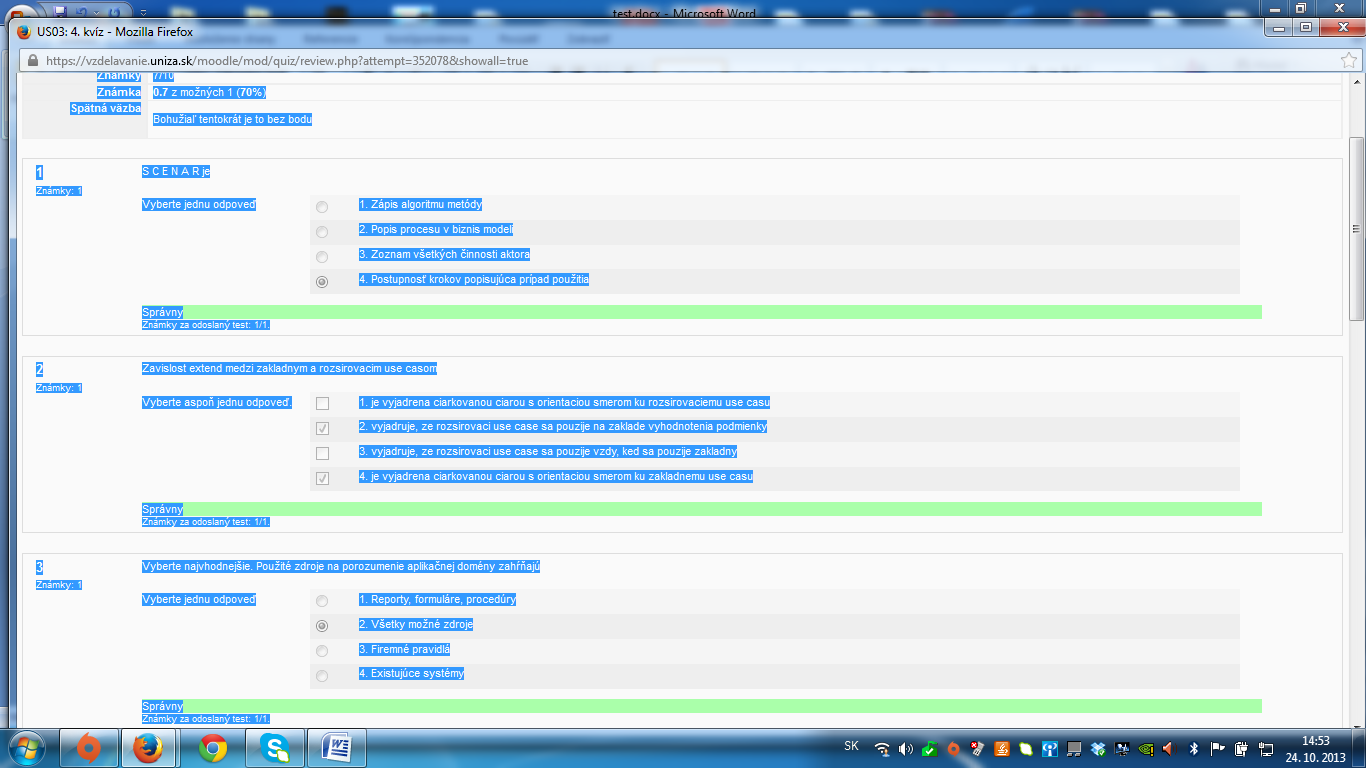 test.docx - Microsoft Word
US03: 4. kvíz - Mozilla Firefox
https://vzdelavanie.uniza.sk/moodle/mod/quiz/review.php?attempt=352078&showall=true
Známky 7/10
Známka 0.7 z možných 1 (70%)
Spätná väzba
Bohužiaľ tentokrát je to bez bodu
1 S C E N A R je
Známky: 1
Vyberte jednu odpoveď 1. Zápis algoritmu metódy
2. Popis procesu v biznis modeli
3. Zoznam všetkých činnosti aktora
4. Postupnosť krokov popisujúca prípad použitia
Správny
Známky za odoslaný test: 1/1.
2 Zavislost extend medzi zakladnym a rozsirovacim use casom
Známky: 1
Vyberte aspoň jednu odpoveď. 1. je vyjadrena ciarkovanou ciarou s orientaciou smerom ku rozsirovaciemu use casu
2. vyjadruje, ze rozsirovaci use case sa pouzije na zaklade vyhodnotenia podmienky
3. vyjadruje, ze rozsirovaci use case sa pouzije vzdy, ked sa pouzije zakladny
4. je vyjadrena ciarkovanou ciarou s orientaciou smerom ku zakladnemu use casu
Správny
Známky za odoslaný test: 1/1.
3 Vyberte najvhodnejšie. Použité zdroje na porozumenie aplikačnej domény zahŕňajú
Známky: 1
Vyberte jednu odpoveď 1. Reporty, formuláre, procedúry
2. Všetky možné zdroje
3. Firemné pravidlá
4. Existujúce systémy
Správny
Známky za odoslaný test: 1/1.
SK
14:53
24. 10. 2013